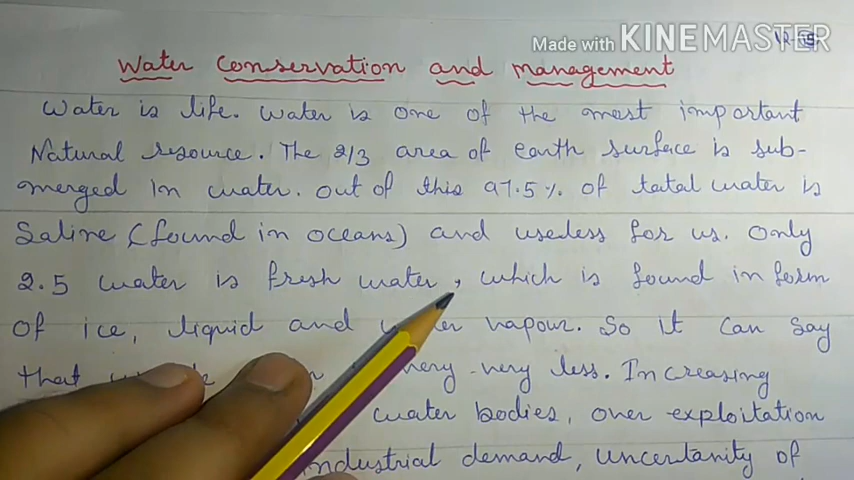 Made with KINEMASTER
Water Conservation and management
Water is life. Water is one of the most important
Natural resource. The 2/3 area of earth surface is sub-
merged in water. Out of this 97.5% of tatal water is
Saline (found in oceans) and useless for us. Only
2.5 water is fresh water, which is found in form
of ice, liquid and water vapour. So it can say
that very-very less. Increasing
water bodies, over exploitation
industrial demand, uncertanity of